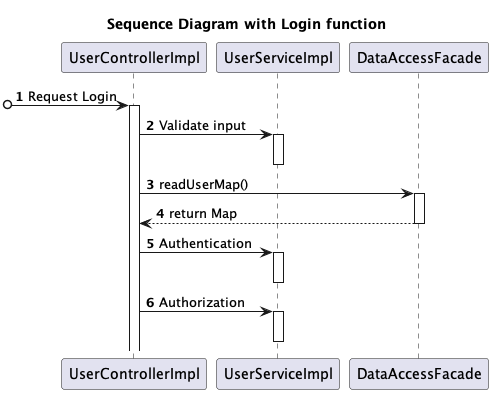 Sequence Diagram with Login function
UserControllerImpl UserServiceImpl DataAccessFacade
1 Request Login
2 Validate input
3 readUserMap()
4 return Map
5 Authentication
6 Authorization
UserControllerImpl UserServiceImpl DataAccessFacade